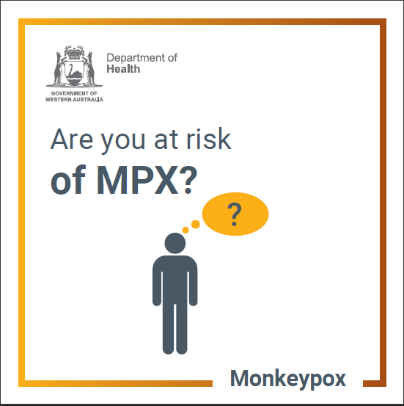 Department of
Health
GOVERNMENT OF
WESTERN AUSTRALIA
Are you at risk
of MPX?
?
Monkeypox